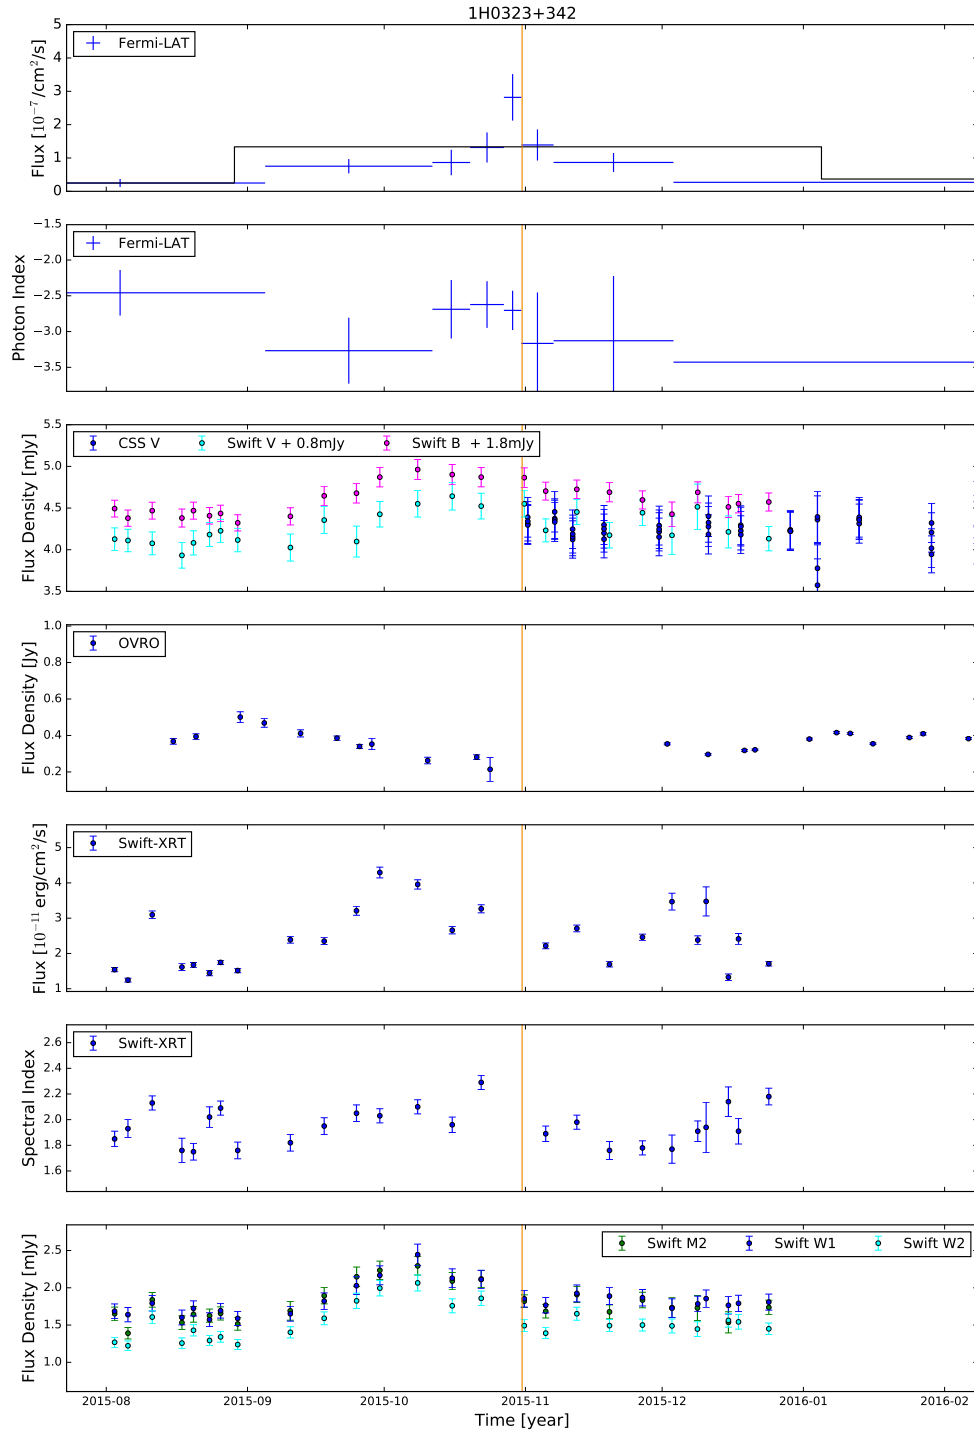 1H0323+342
Flux [10⁻⁷/cm²/s]
5
4
3
2
1
0
Fermi-LAT
Photon Index
−1.5
−2.0
−2.5
−3.0
−3.5
Fermi-LAT
Flux Density [mJy]
5.5
5.0
4.5
4.0
3.5
CSS V Swift V + 0.8mJy Swift B + 1.8mJy
Flux Density [Jy]
1.0
0.8
0.6
0.4
0.2
OVRO
Flux [10⁻¹¹ erg/cm²/s]
5
4
3
2
1
Swift-XRT
Spectral Index
2.6
2.4
2.2
2.0
1.8
1.6
Swift-XRT
Flux Density [mJy]
2.5
2.0
1.5
1.0
Swift M2 Swift W1 Swift W2
2015-08 2015-09 2015-10 2015-11 2015-12 2016-01 2016-02
Time [year]